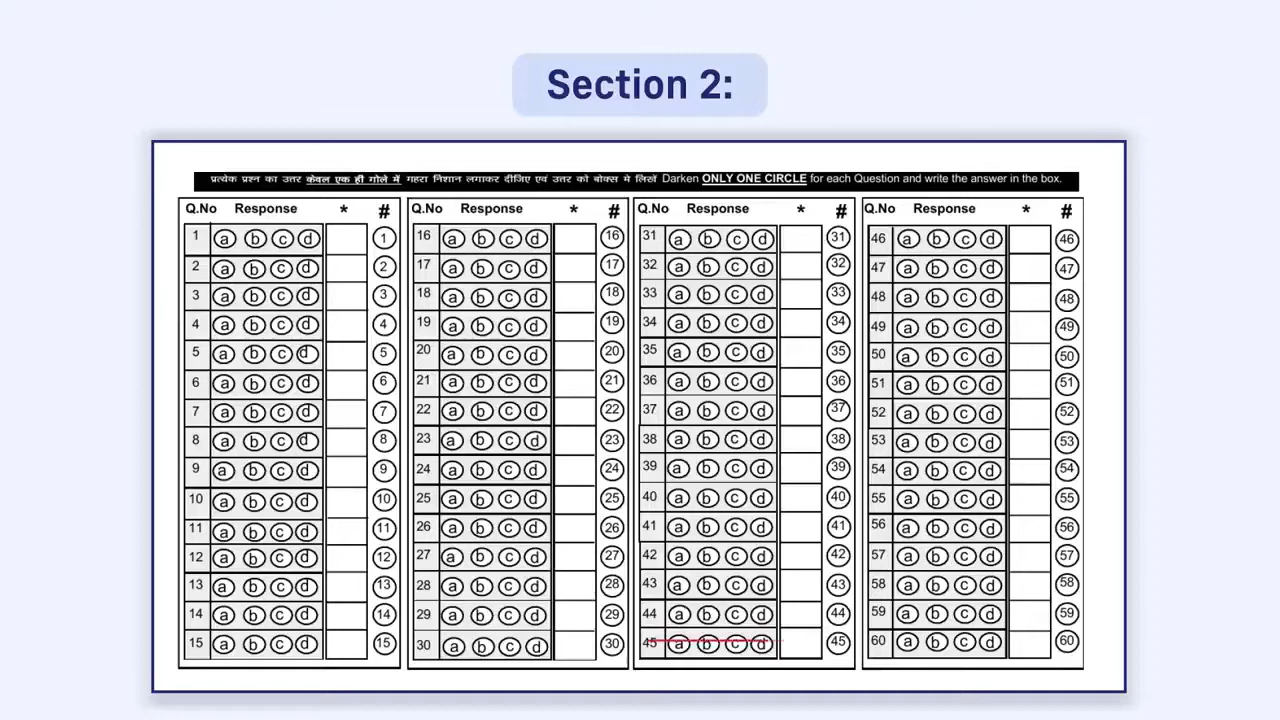 Section 2:
प्रत्येक प्रश्न का उत्तर केवल एक ही गोले में गहरा निशान लगाकर दीजिए एवं उत्तर को बोक्स मे लिखें Darken ONLY ONE CIRCLE for each Question and write the answer in the box.
Q.No Response * # Q.No Response * # Q.No Response * # Q.No Response * #
1 a b c d 1 16 a b c d 16 31 a b c d 31 46 a b c d 46
2 a b c d 2 17 a b c d 17 32 a b c d 32 47 a b c d 47
3 a b c d 3 18 a b c d 18 33 a b c d 33 48 a b c d 48
4 a b c d 4 19 a b c d 19 34 a b c d 34 49 a b c d 49
5 a b c d 5 20 a b c d 20 35 a b c d 35 50 a b c d 50
6 a b c d 6 21 a b c d 21 36 a b c d 36 51 a b c d 51
7 a b c d 7 22 a b c d 22 37 a b c d 37 52 a b c d 52
8 a b c d 8 23 a b c d 23 38 a b c d 38 53 a b c d 53
9 a b c d 9 24 a b c d 24 39 a b c d 39 54 a b c d 54
10 a b c d 10 25 a b c d 25 40 a b c d 40 55 a b c d 55
11 a b c d 11 26 a b c d 26 41 a b c d 41 56 a b c d 56
12 a b c d 12 27 a b c d 27 42 a b c d 42 57 a b c d 57
13 a b c d 13 28 a b c d 28 43 a b c d 43 58 a b c d 58
14 a b c d 14 29 a b c d 29 44 a b c d 44 59 a b c d 59
15 a b c d 15 30 a b c d 30 45 a b c d 45 60 a b c d 60